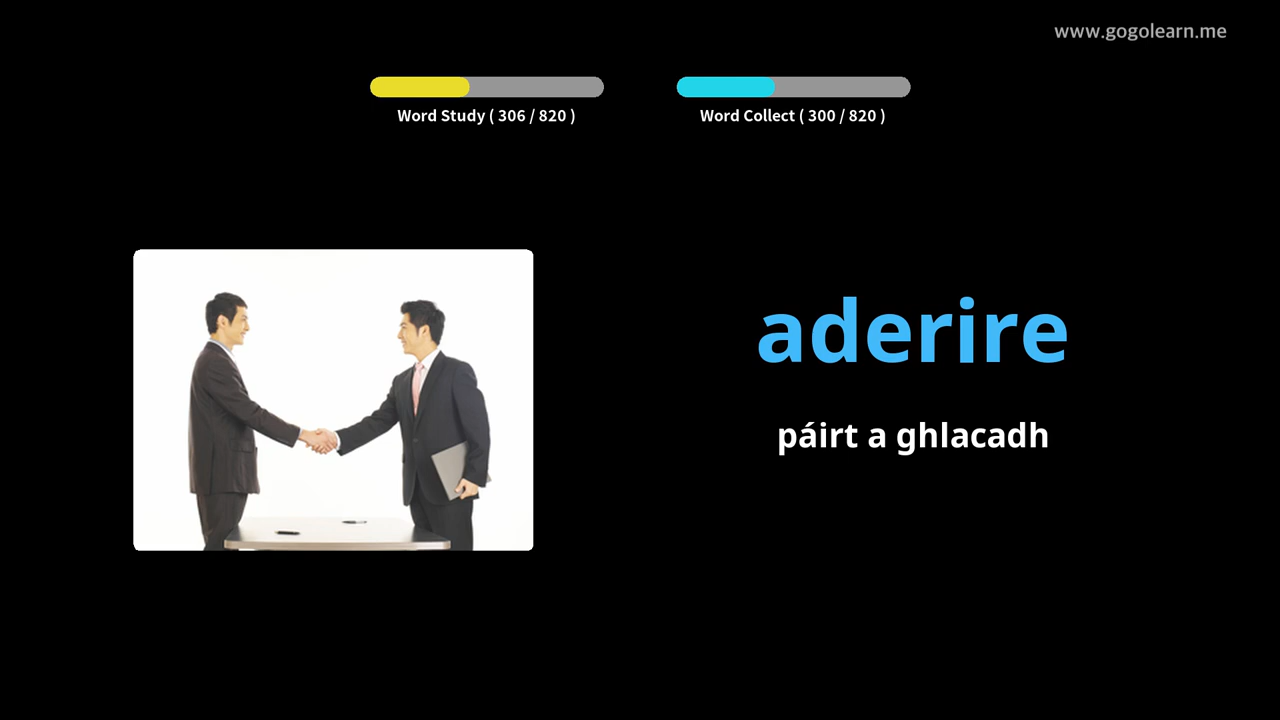 www.gogolearn.me
Word Study ( 306 / 820 )
Word Collect ( 300 / 820 )
aderire
páirt a ghlacadh